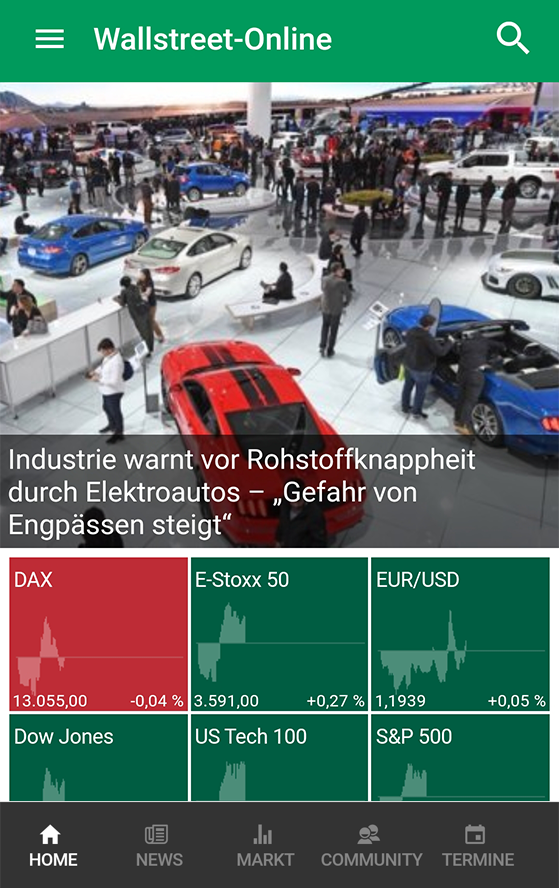 Wallstreet-Online
Industrie warnt vor Rohstoffknappheit
durch Elektroautos – „Gefahr von
Engpässen steigt“
DAX
13.055,00 -0,04 %
E-Stoxx 50
3.591,00 +0,27 %
EUR/USD
1,1939 +0,05 %
Dow Jones
US Tech 100
S&P 500
HOME
NEWS
MARKT
COMMUNITY
TERMINE